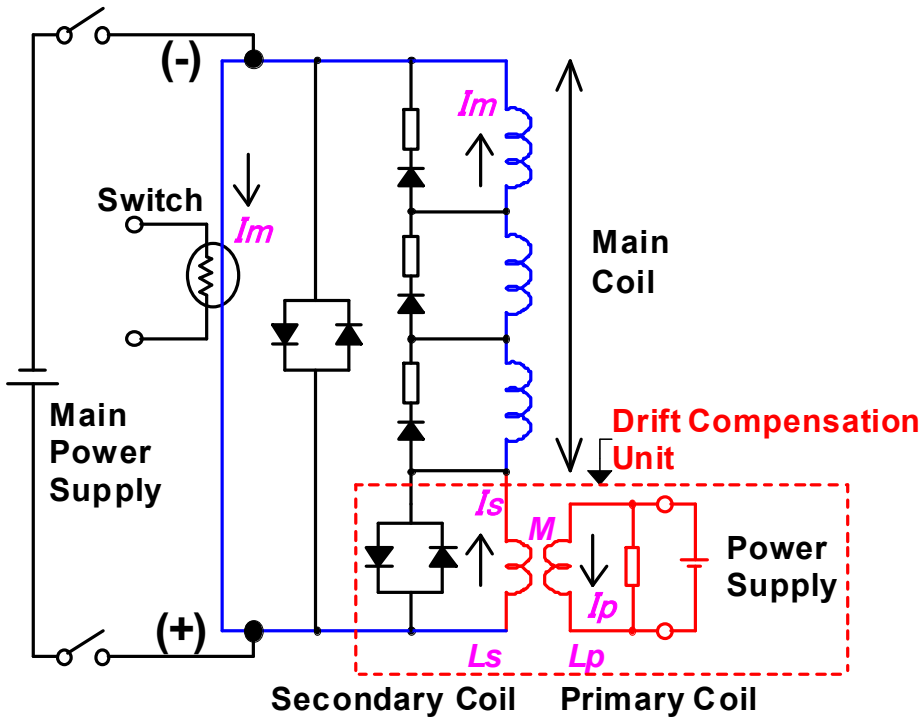 (-)
Im
Switch
Im
Main
Coil
Main
Power
Supply
Drift Compensation
Unit
Is
M
Power
Supply
Ip
(+)
Ls
Lp
Secondary Coil
Primary Coil